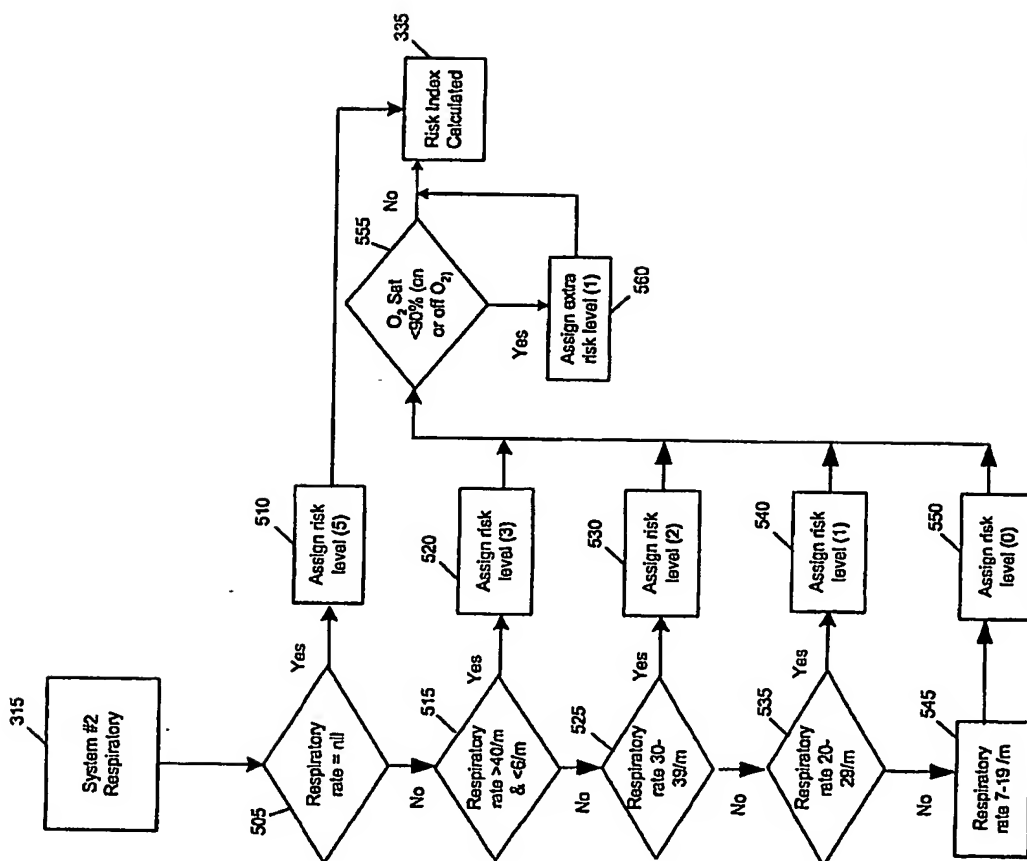 315
System #2
Respiratory
505
Respiratory
rate = nil
Yes
510
Assign risk
level (5)
335
Risk Index
Calculated
No
515
Respiratory
rate >40/m
& <6/m
Yes
520
Assign risk
level (3)
555
O2 Sat
<90% (on
or off O2)
No
Yes
Assign extra
risk level (1)
560
No
525
Respiratory
rate 30-
39/m
Yes
530
Assign risk
level (2)
No
535
Respiratory
rate 20-
29/m
Yes
540
Assign risk
level (1)
No
545
Respiratory
rate 7-19 /m
550
Assign risk
level (0)